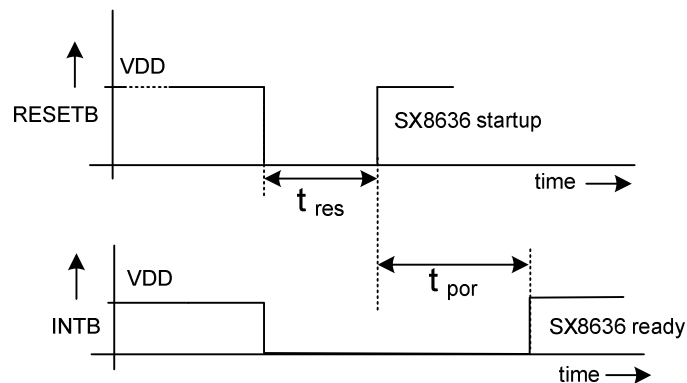 VDD
RESETB
SX8636 startup
time
t res
VDD
t por
INTB
SX8636 ready
time